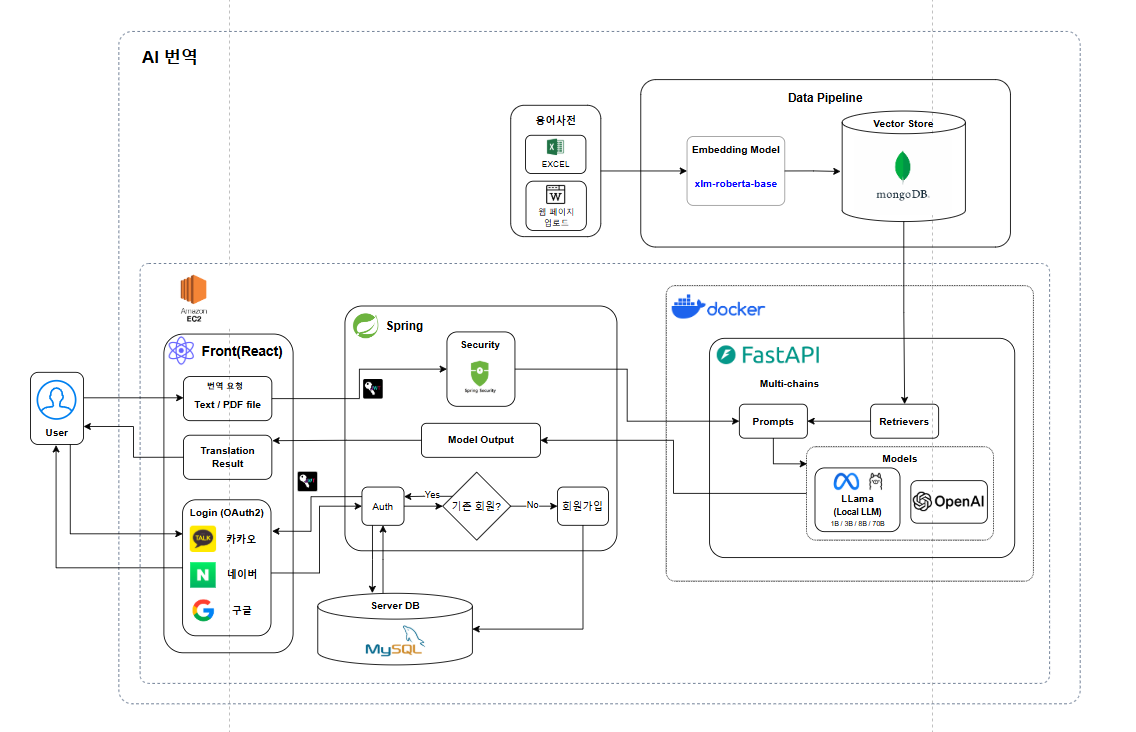 AI 번역
Data Pipeline
용어사전
EXCEL
W
웹 페이지
업로드
Embedding Model
xlm-roberta-base
Vector Store
mongoDB.
Amazon
EC2
Front(React)
번역 요청
Text / PDF file
Translation
Result
Login (OAuth2)
TALK
카카오
N
네이버
G
구글
User
Spring
Security
Spring Security
Model Output
Auth
Yes
기존 회원?
No
회원가입
Server DB
MySQL
docker
FastAPI
Multi-chains
Prompts
Retrievers
Models
LLama
(Local LLM)
1B / 3B / 8B / 70B
OpenAI